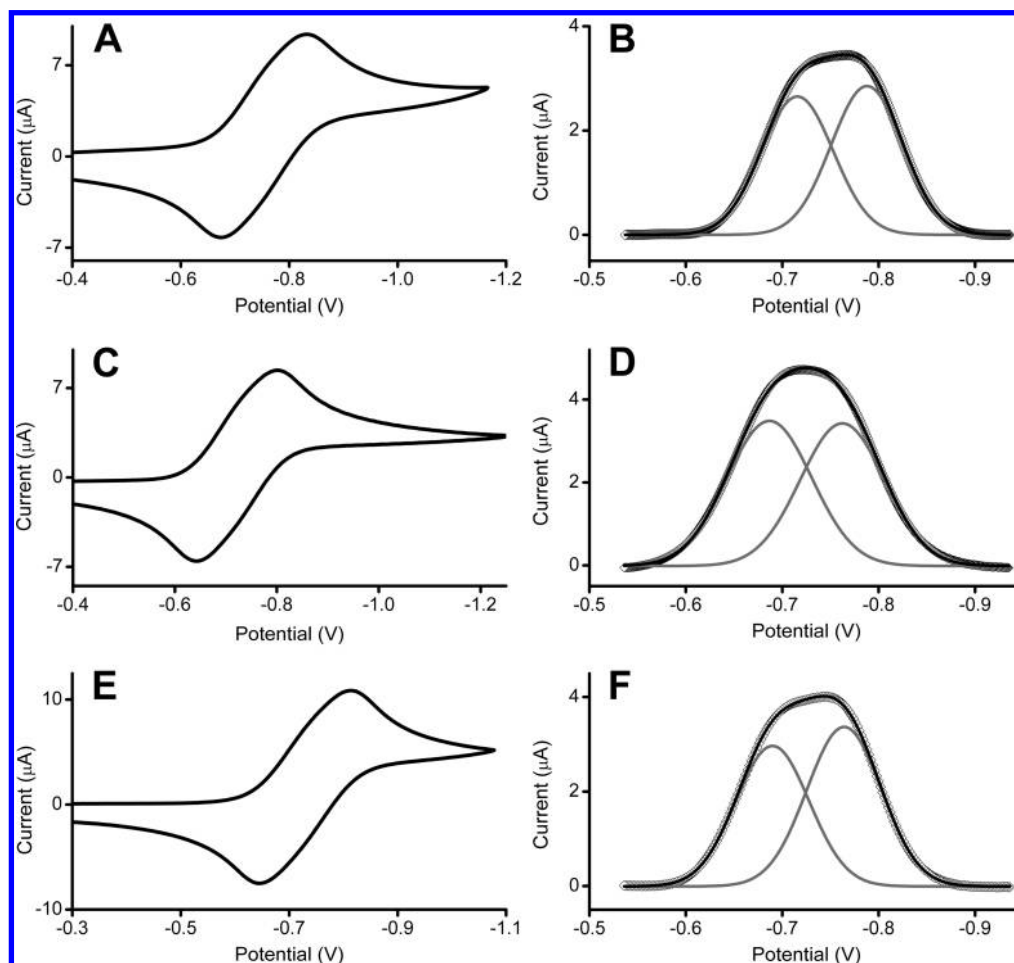 A
Current (μA)
7
0
-7
-0.4 -0.6 -0.8 -1.0 -1.2
Potential (V)
B
Current (μA)
4
2
0
-0.5 -0.6 -0.7 -0.8 -0.9
Potential (V)
C
Current (μA)
7
0
-7
-0.4 -0.6 -0.8 -1.0 -1.2
Potential (V)
D
Current (μA)
4
2
0
-0.5 -0.6 -0.7 -0.8 -0.9
Potential (V)
E
Current (μA)
10
0
-10
-0.3 -0.5 -0.7 -0.9 -1.1
Potential (V)
F
Current (μA)
4
2
0
-0.5 -0.6 -0.7 -0.8 -0.9
Potential (V)